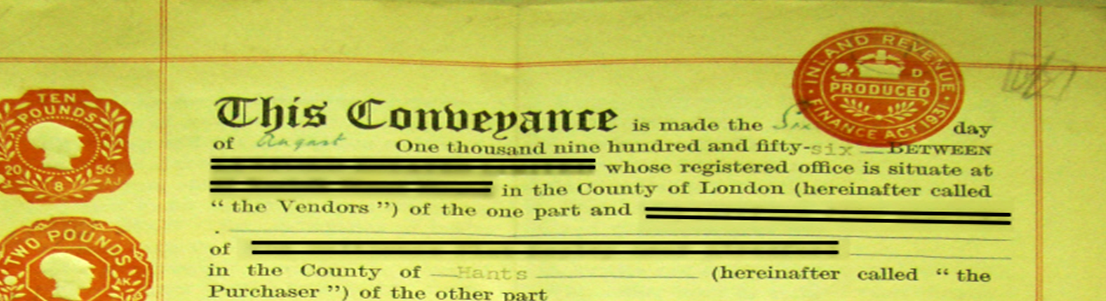 This Conveyance is made the day
of August One thousand nine hundred and fifty-six BETWEEN
whose registered office is situate at
in the County of London (hereinafter called
“ the Vendors ”) of the one part and
of
in the County of Hants (hereinafter called “ the
Purchaser ”) of the other part
INLAND REVENUE
D.
PRODUCED
FINANCE ACT 1931
TEN
POUNDS
20 56
8 A.J
TWO POUNDS